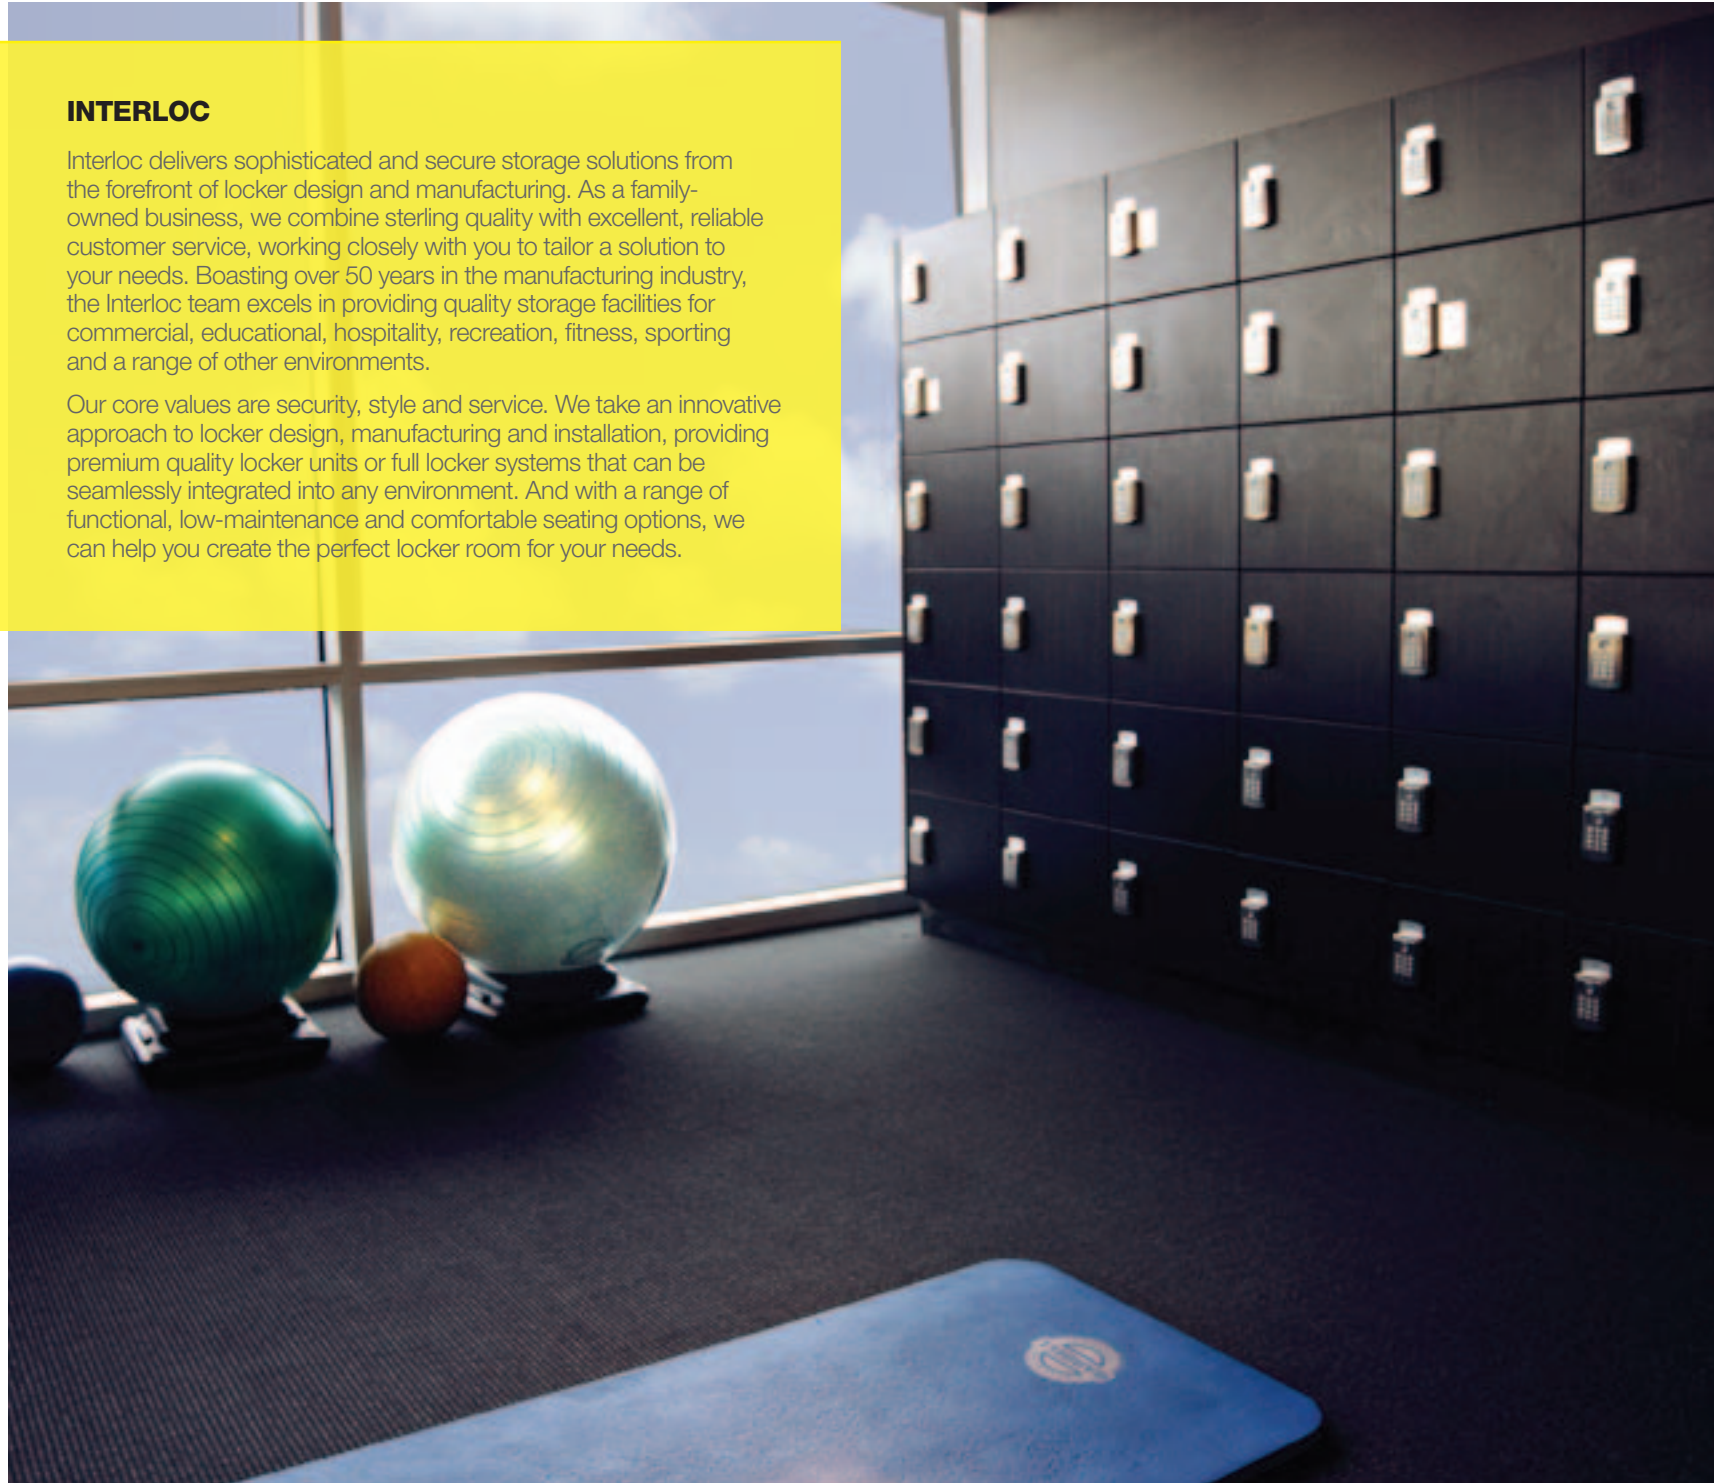 INTERLOC
Interloc delivers sophisticated and secure storage solutions from
the forefront of locker design and manufacturing. As a family-
owned business, we combine sterling quality with excellent, reliable
customer service, working closely with you to tailor a solution to
your needs. Boasting over 50 years in the manufacturing industry,
the Interloc team excels in providing quality storage facilities for
commercial, educational, hospitality, recreation, fitness, sporting
and a range of other environments.
Our core values are security, style and service. We take an innovative
approach to locker design, manufacturing and installation, providing
premium quality locker units or full locker systems that can be
seamlessly integrated into any environment. And with a range of
functional, low-maintenance and comfortable seating options, we
can help you create the perfect locker room for your needs.